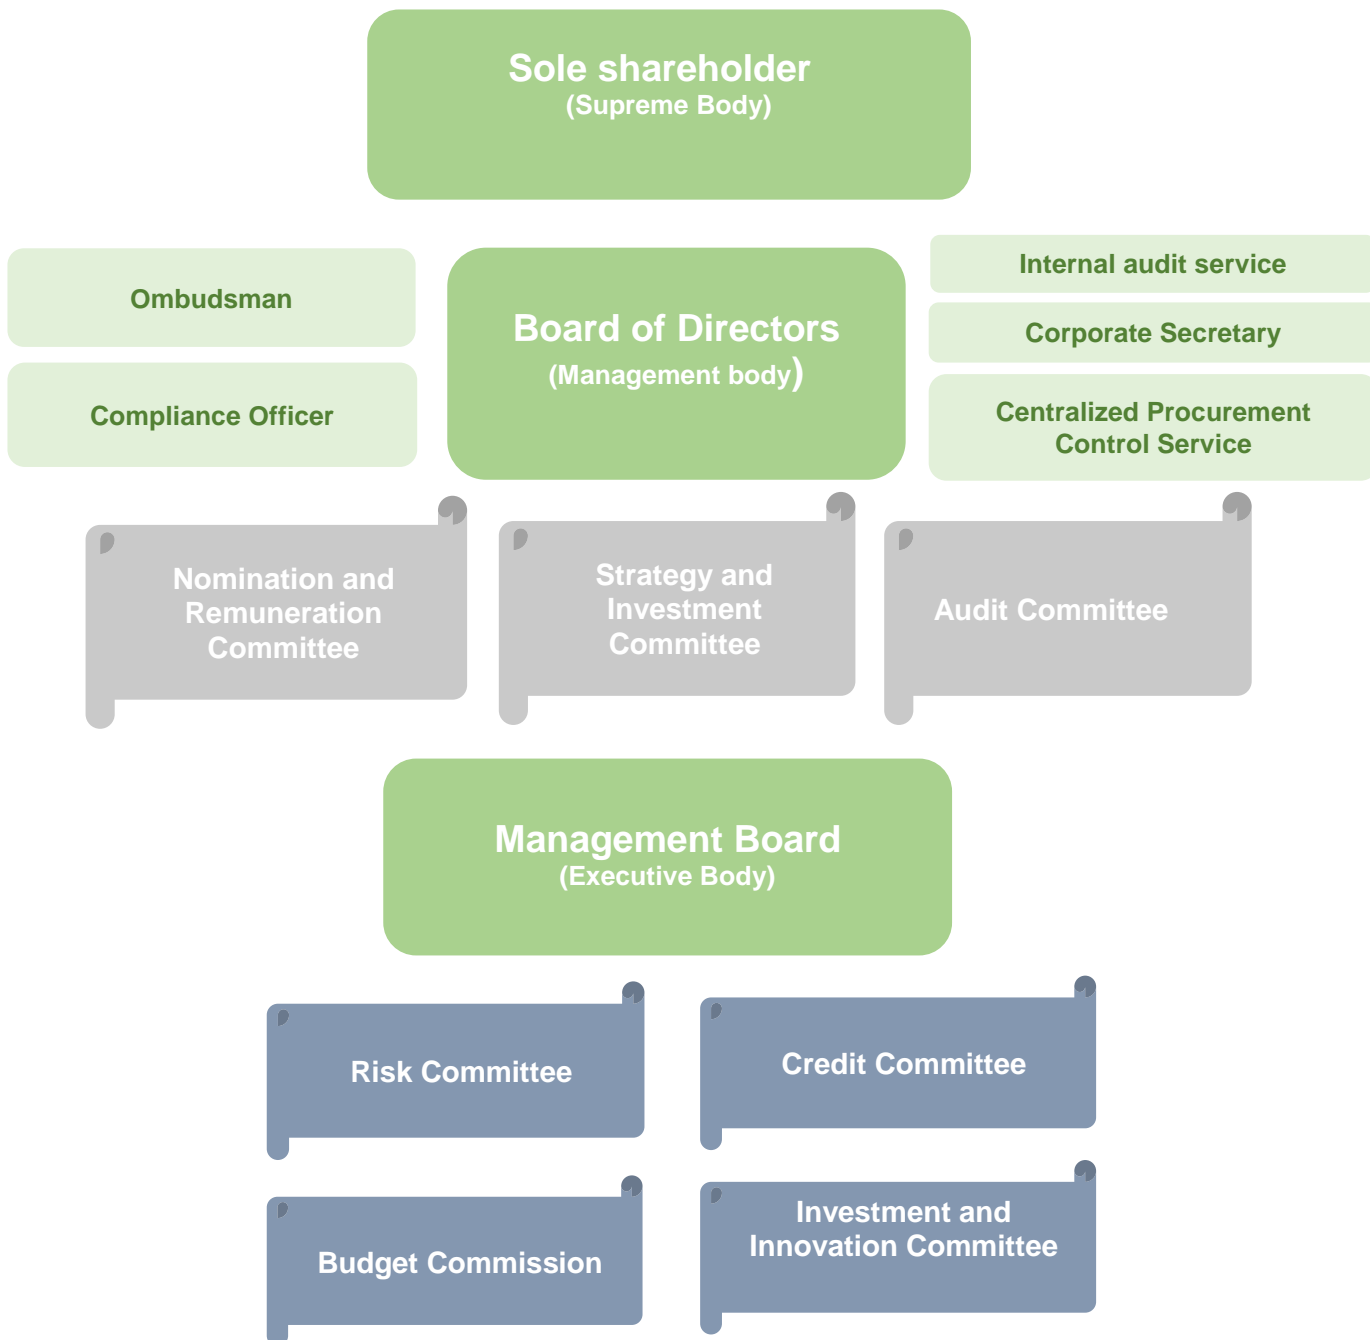 Sole shareholder
(Supreme Body)
Ombudsman
Compliance Officer
Board of Directors
(Management body)
Internal audit service
Corporate Secretary
Centralized Procurement
Control Service
Nomination and
Remuneration
Committee
Strategy and
Investment
Committee
Audit Committee
Management Board
(Executive Body)
Risk Committee
Credit Committee
Budget Commission
Investment and
Innovation Committee